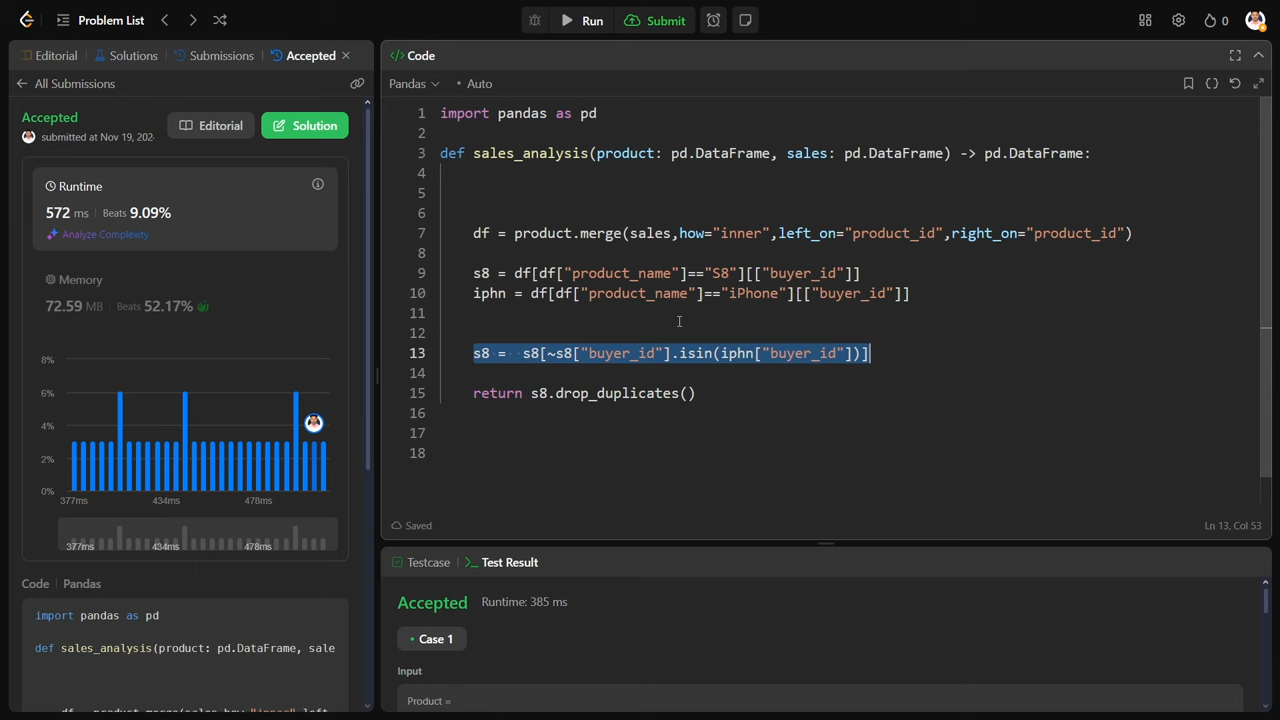 Problem List
Run
Submit
0
Editorial
Solutions
Submissions
Accepted
All Submissions
Accepted
submitted at Nov 19, 202
Editorial
Solution
Runtime
572 ms | Beats 9.09%
Analyze Complexity
Memory
72.59 MB | Beats 52.17%
8%
6%
4%
2%
0%
377ms 434ms 478ms
377ms 434ms 478ms
Code | Pandas
import pandas as pd
def sales_analysis(product: pd.DataFrame, sale
df = product.merge(sales,how="inner",left
</> Code
Pandas
• Auto
1 import pandas as pd
2
3 def sales_analysis(product: pd.DataFrame, sales: pd.DataFrame) -> pd.DataFrame:
4
5
6
7 df = product.merge(sales,how="inner",left_on="product_id",right_on="product_id")
8
9 s8 = df[df["product_name"]=="S8"][["buyer_id"]]
10 iphn = df[df["product_name"]=="iPhone"][["buyer_id"]]
11
12
13 s8 =  s8[~s8["buyer_id"].isin(iphn["buyer_id"])]
14
15 return s8.drop_duplicates()
16
17
18
Saved
Ln 13, Col 53
Testcase
>_ Test Result
Accepted Runtime: 385 ms
• Case 1
Input
Product =